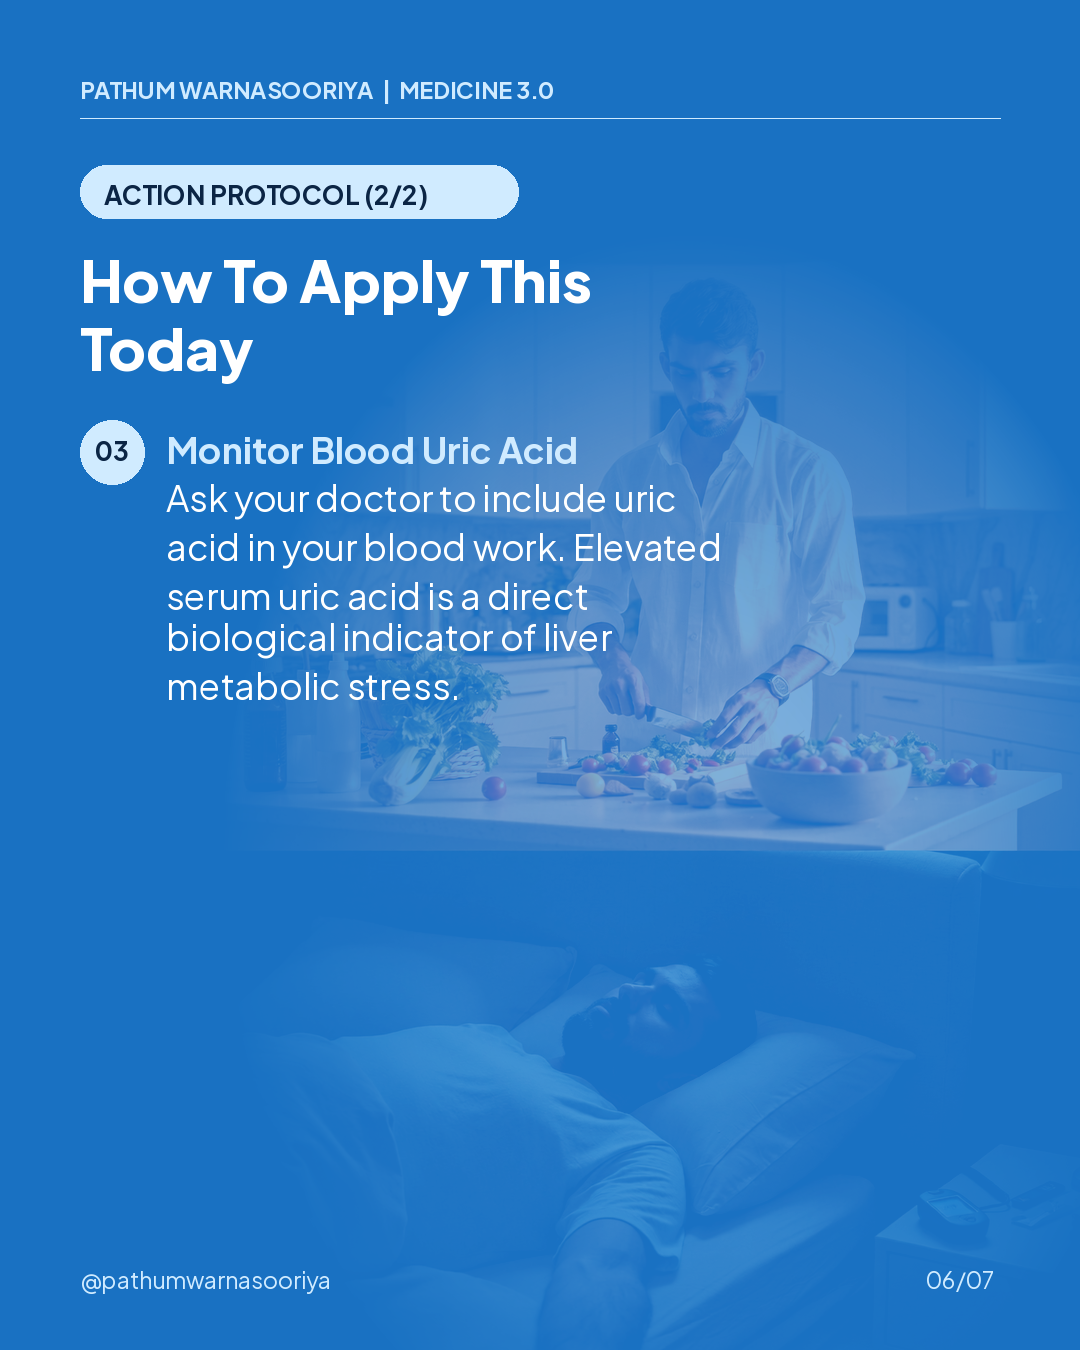 PATHUM WARNASOORIYA | MEDICINE 3.0
ACTION PROTOCOL (2/2)
How To Apply This
Today
03
Monitor Blood Uric Acid
Ask your doctor to include uric
acid in your blood work. Elevated
serum uric acid is a direct
biological indicator of liver
metabolic stress.
@pathumwarnasooriya
06/07